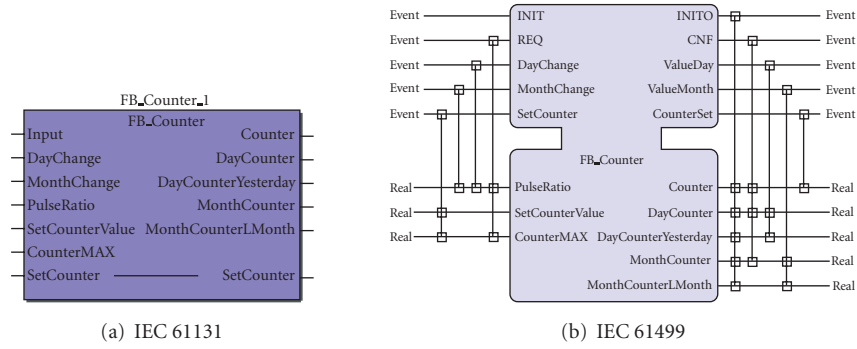 FB_Counter_1
FB_Counter
Input Counter
DayChange DayCounter
MonthChange DayCounterYesterday
PulseRatio MonthCounter
SetCounterValue MonthCounterLMonth
CounterMAX
SetCounter SetCounter
(a) IEC 61131
Event INIT INITO Event
Event REQ CNF Event
Event DayChange ValueDay Event
Event MonthChange ValueMonth Event
Event SetCounter CounterSet Event
FB_Counter
Real PulseRatio Counter Real
Real SetCounterValue DayCounter Real
Real CounterMAX DayCounterYesterday Real
MonthCounter Real
MonthCounterLMonth Real
(b) IEC 61499